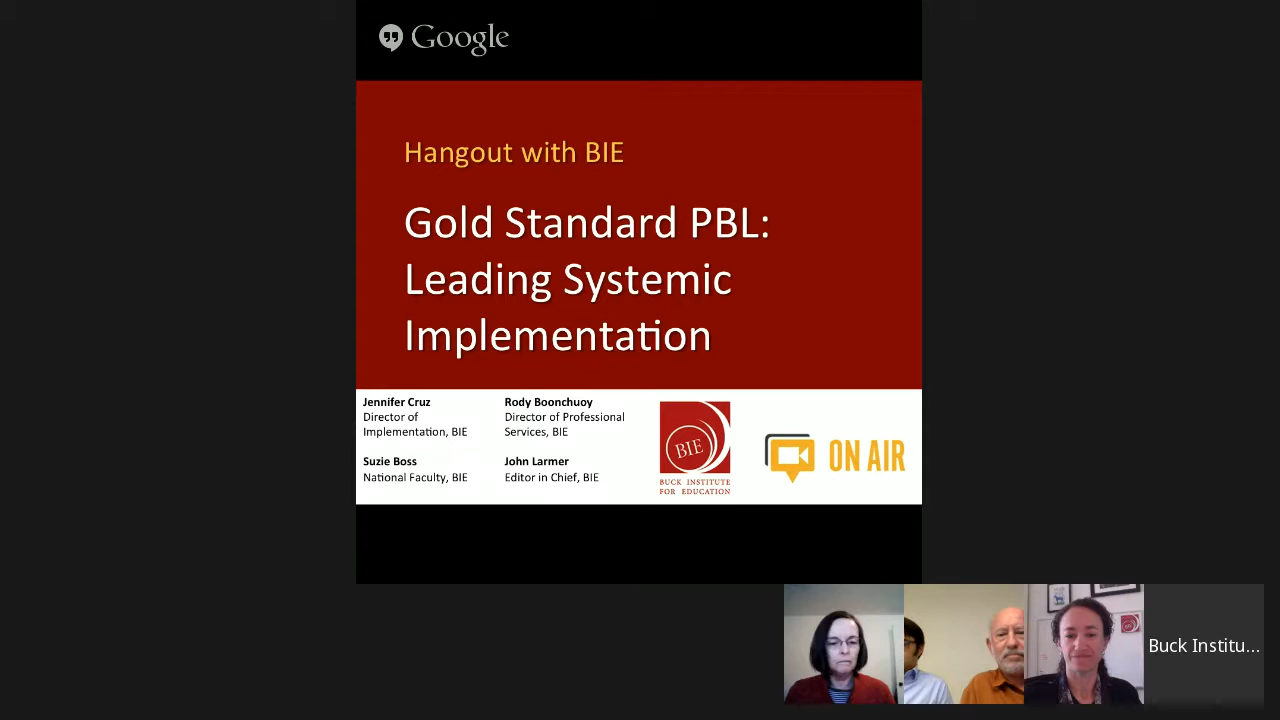 Google
Hangout with BIE
Gold Standard PBL:
Leading Systemic
Implementation
Jennifer Cruz
Director of
Implementation, BIE
Suzie Boss
National Faculty, BIE
Rody Boonchuoy
Director of Professional
Services, BIE
John Larmer
Editor in Chief, BIE
BIE
BUCK INSTITUTE
FOR EDUCATION
ON AIR
Buck Institu...